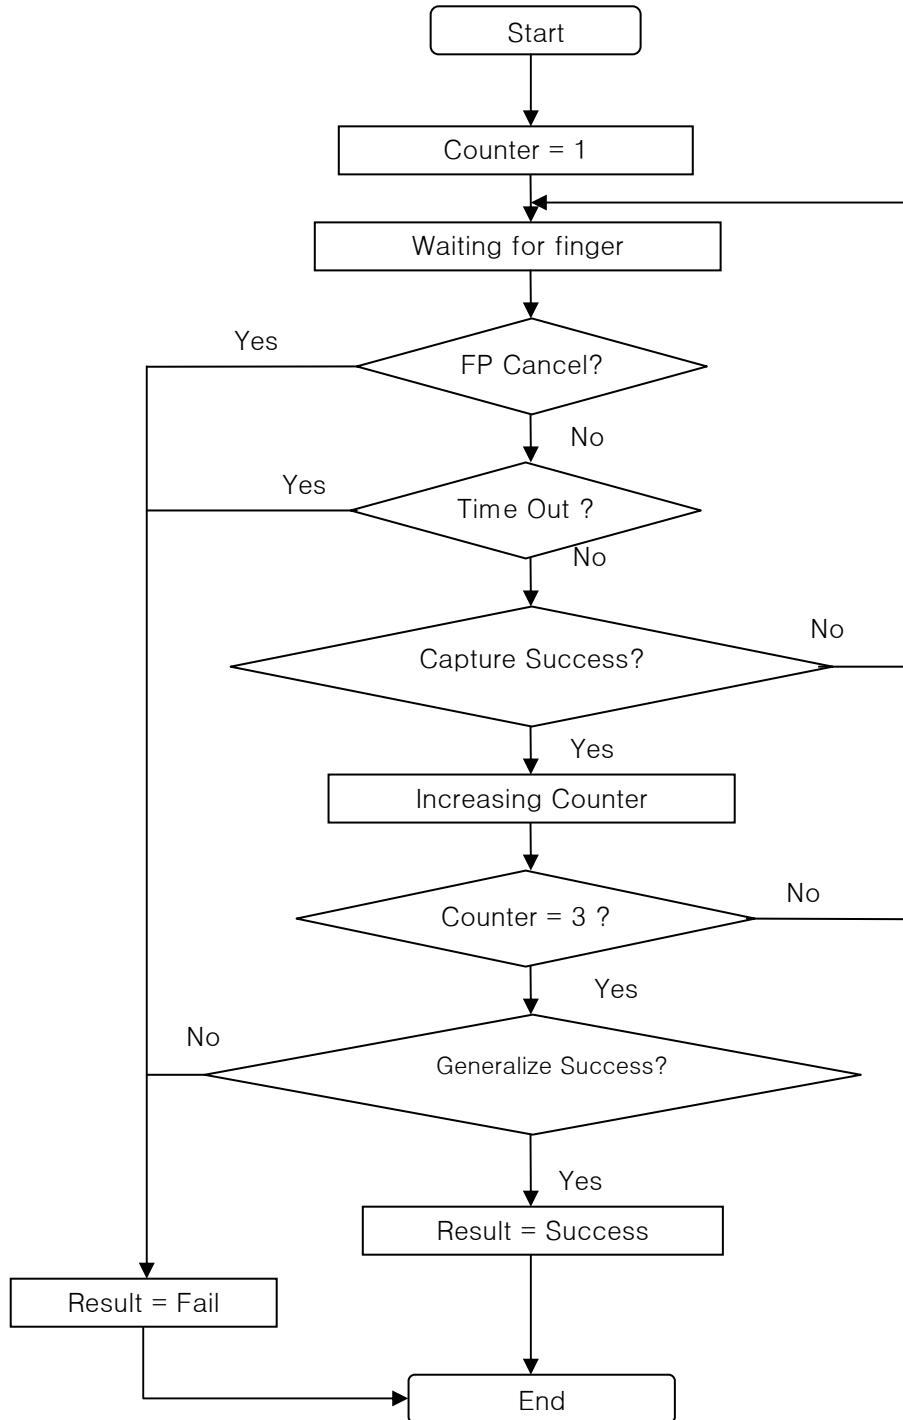 Start
Counter = 1
Waiting for finger
Yes
FP Cancel?
No
Yes
Time Out ?
No
No
Capture Success?
Yes
Increasing Counter
No
Counter = 3 ?
Yes
No
Generalize Success?
Yes
Result = Success
Result = Fail
End